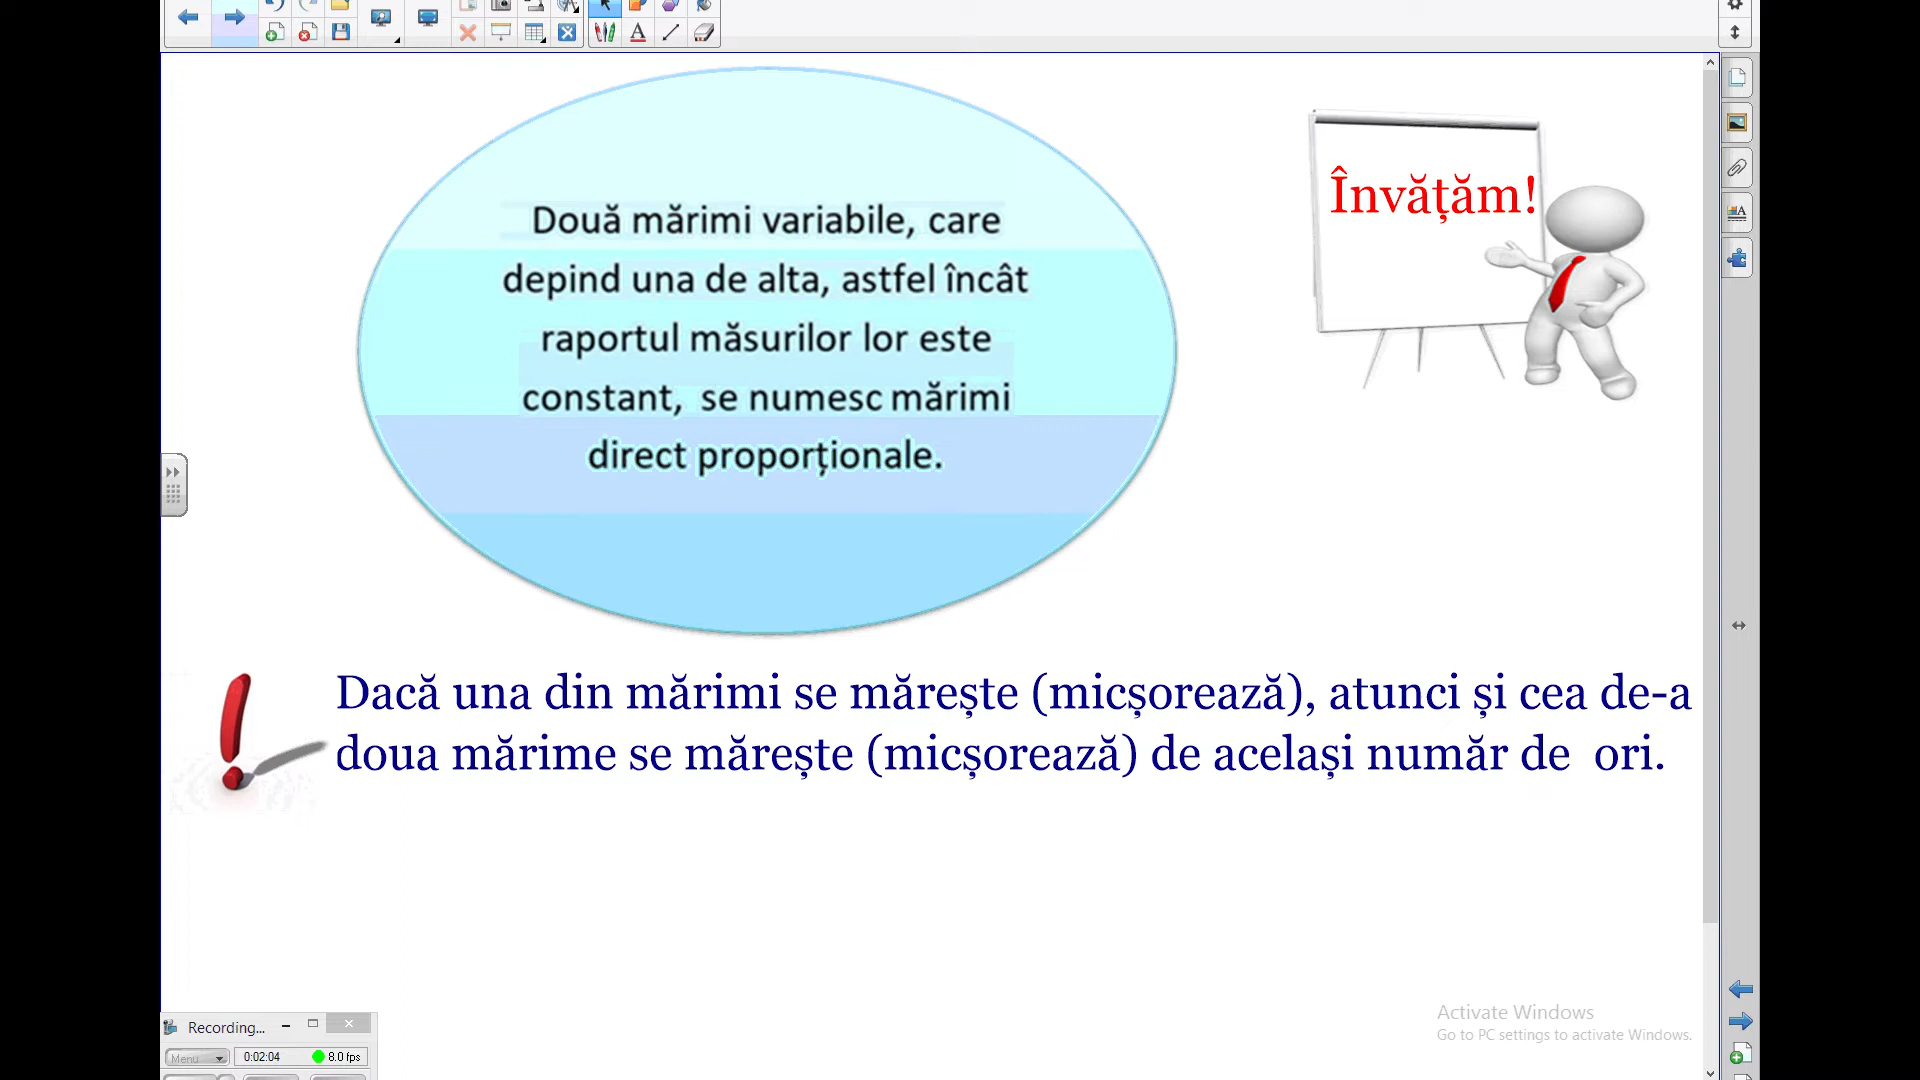 Două mărimi variabile, care
depind una de alta, astfel încât
raportul măsurilor lor este
constant, se numesc mărimi
direct proporționale.
Învățăm!
Dacă una din mărimi se mărește (micșorează), atunci și cea de-a
doua mărime se mărește (micșorează) de același număr de ori.
Activate Windows
Go to PC settings to activate Windows.
Recording...
Menu
0:02:04
8.0 fps